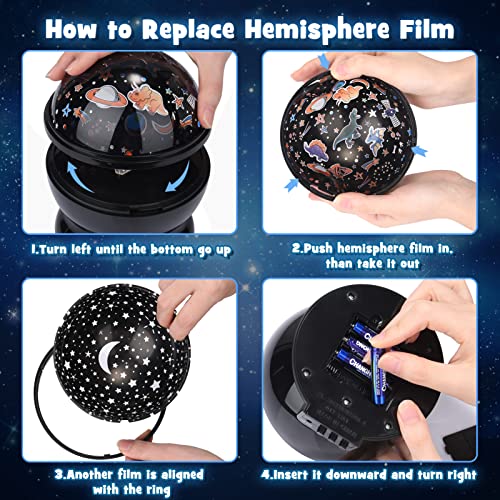 How to Replace Hemisphere Film
1.Turn left until the bottom go up
2.Push hemisphere film in,
than take it out
3.Another film is aligned
with the ring
4.Insert it downward and turn right